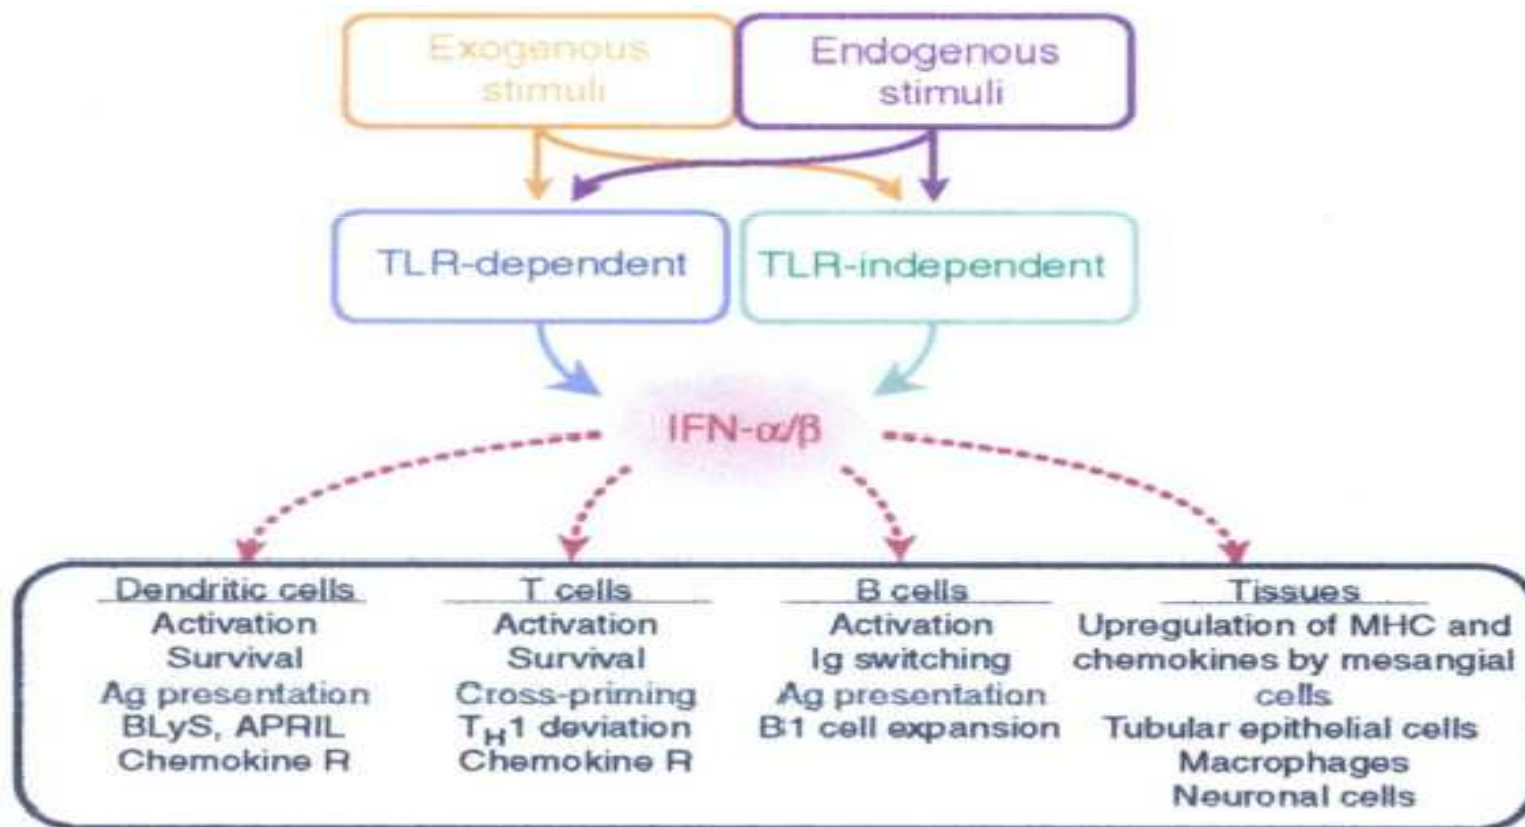 Exogenous
stimuli
Endogenous
stimuli
TLR-dependent
TLR-independent
IFN-α/β
Dendritic cells
Activation
Survival
Ag presentation
BLyS, APRIL
Chemokine R
T cells
Activation
Survival
Cross-priming
TH1 deviation
Chemokine R
B cells
Activation
Ig switching
Ag presentation
B1 cell expansion
Tissues
Upregulation of MHC and
chemokines by mesangial
cells
Tubular epithelial cells
Macrophages
Neuronal cells